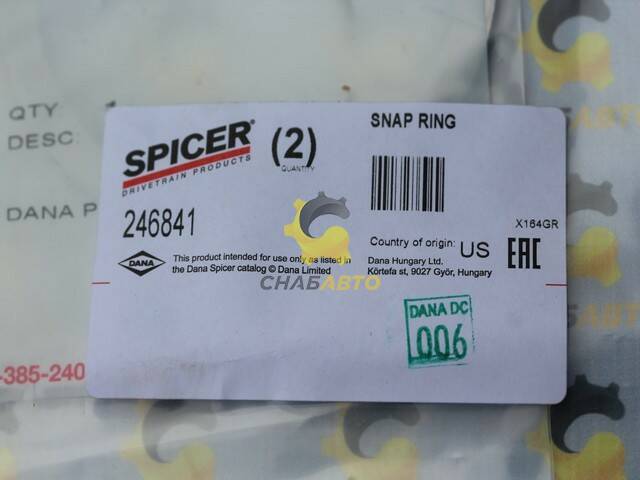 QTY
DESC:
DANA P
-385-240
SPICER®
DRIVETRAIN PRODUCTS
(2)
QUANTITY
SNAP RING
246841
X164GR
Country of origin: US
EAC
DANA
This product intended for use only as listed in
the Dana Spicer catalog © Dana Limited
Dana Hungary Ltd.
Körtefa st, 9027 Győr, Hungary
DANA DC
006
СНАБАВТО
АВТО